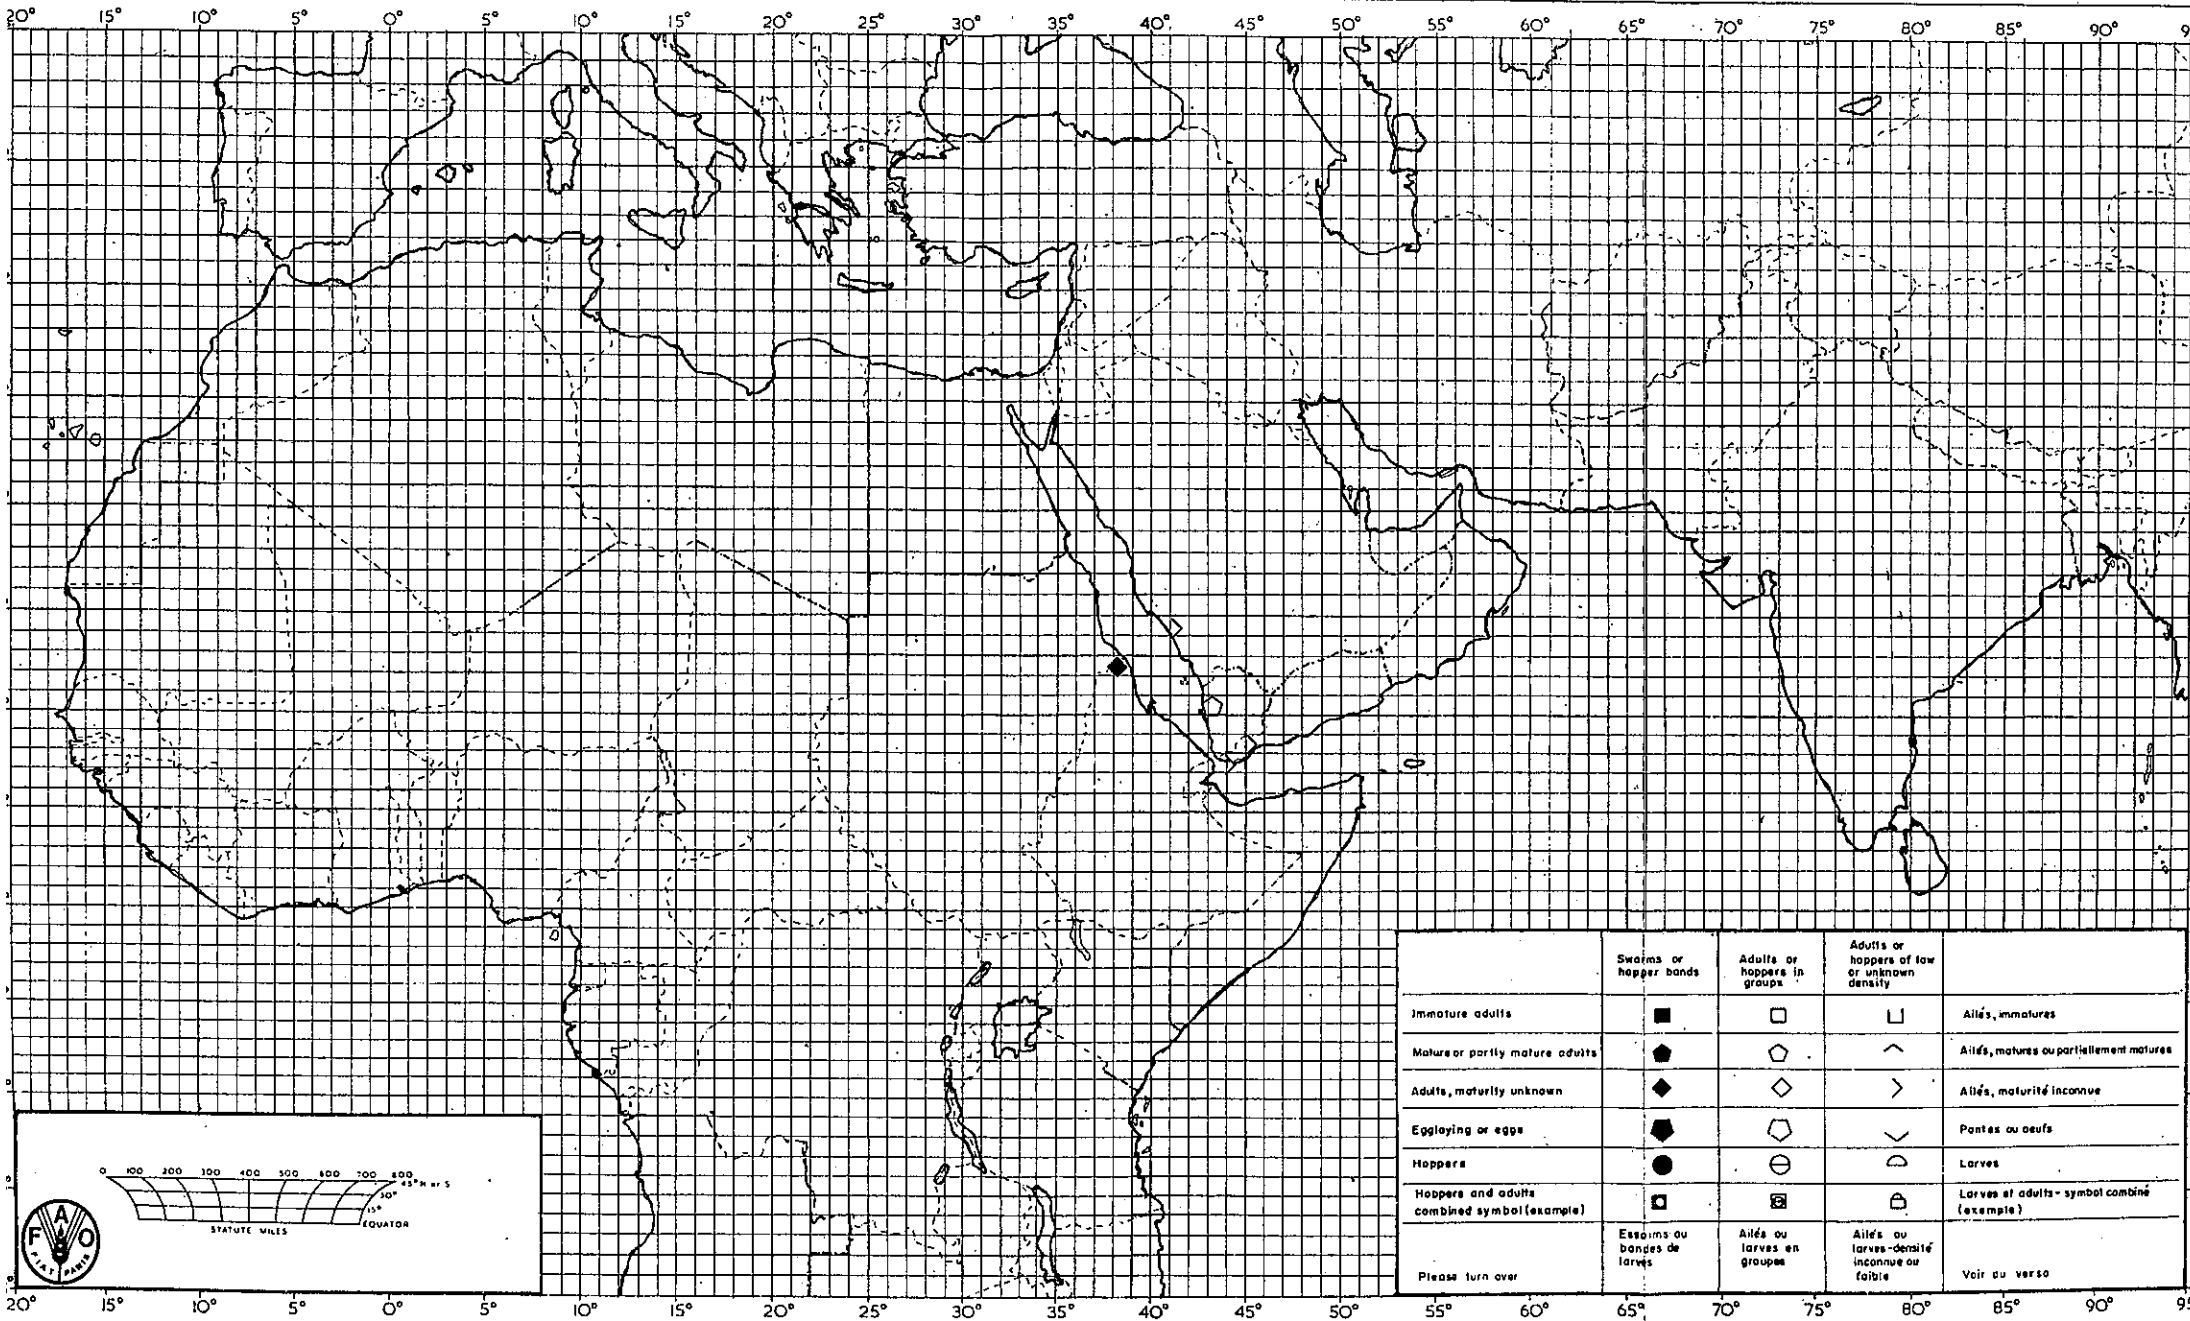 20° 15° 10° 5° 0° 5° 10° 15° 20° 25° 30° 35° 40° 45° 50° 55° 60° 65° 70° 75° 80° 85° 90° 9
Swarms or hopper bands
Adults or hoppers in groups
Adults or hoppers of low or unknown density
Immature adults
Ailés, immatures
Mature or partly mature adults
Ailés, matures ou partiellement matures
Adults, maturity unknown
Ailés, maturité inconnue
Egglaying or eggs
Pontes ou oeufs
Hoppers
Larves
Hoppers and adults combined symbol (example)
Larves et adults - symbol combiné (example)
Please turn over
Essaims ou bandes de larves
Ailés ou larves en groupes
Ailés ou larves-densité inconnue ou faible
Voir au verso
0 100 200 300 400 500 600 700 800
45° N or S
30°
15°
EQUATOR
STATUTE MILES
F A O
FIAT PANIS
20° 15° 10° 5° 0° 5° 10° 15° 20° 25° 30° 35° 40° 45° 50° 55° 60° 65° 70° 75° 80° 85° 90° 95